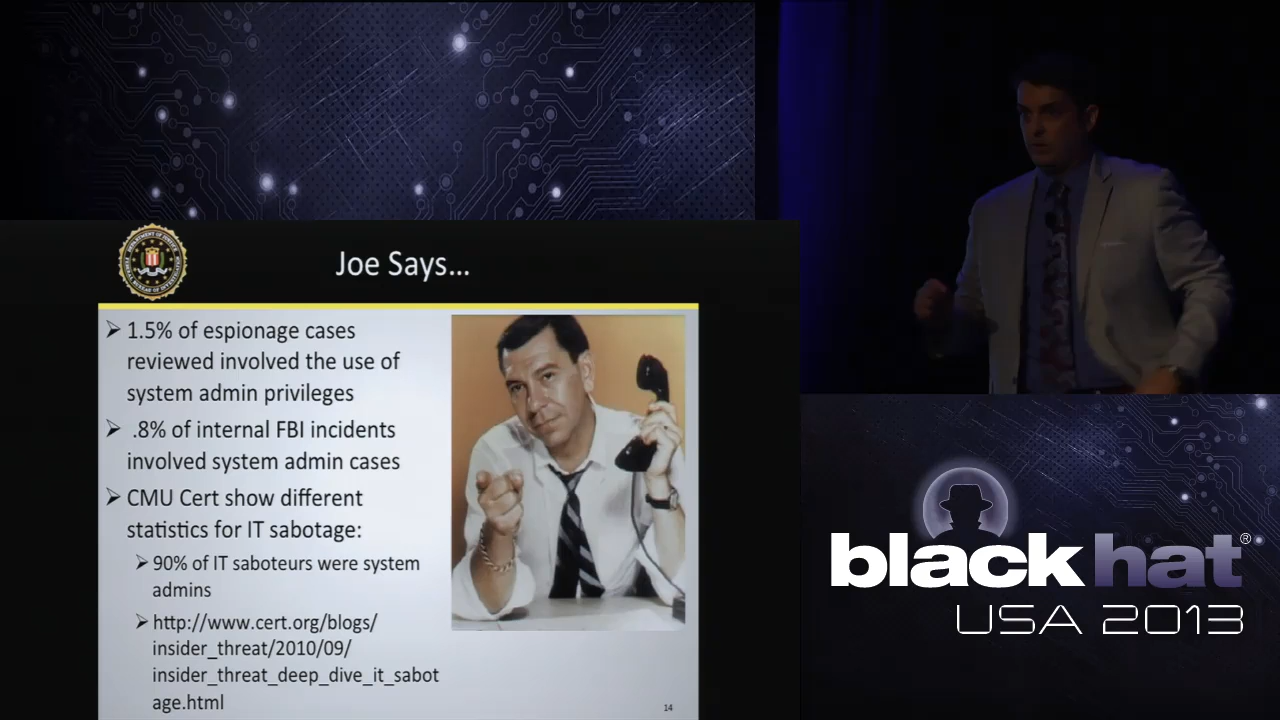 Joe Says...
➢ 1.5% of espionage cases
reviewed involved the use of
system admin privileges
➢ .8% of internal FBI incidents
involved system admin cases
➢ CMU Cert show different
statistics for IT sabotage:
➢ 90% of IT saboteurs were system
admins
➢ http://www.cert.org/blogs/
insider_threat/2010/09/
insider_threat_deep_dive_it_sabot
age.html
14
blackhat®
USA 2013